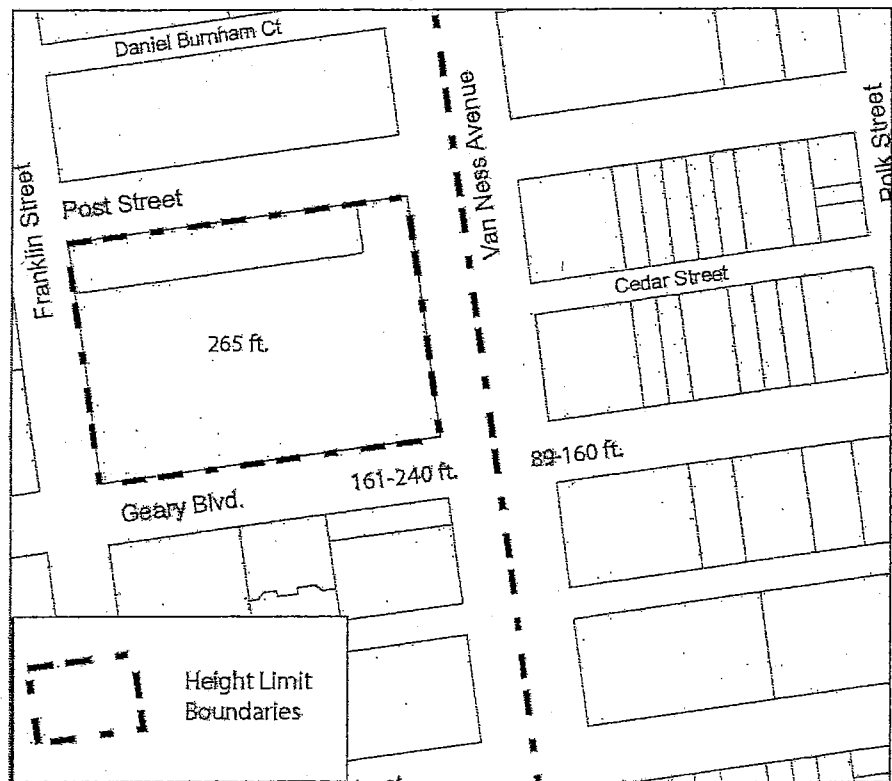 Daniel Burnham Ct
Van Ness Avenue
Polk Street
Franklin Street
Post Street
Cedar Street
265 ft.
89-160 ft.
161-240 ft.
Geary Blvd.
Height Limit
Boundaries